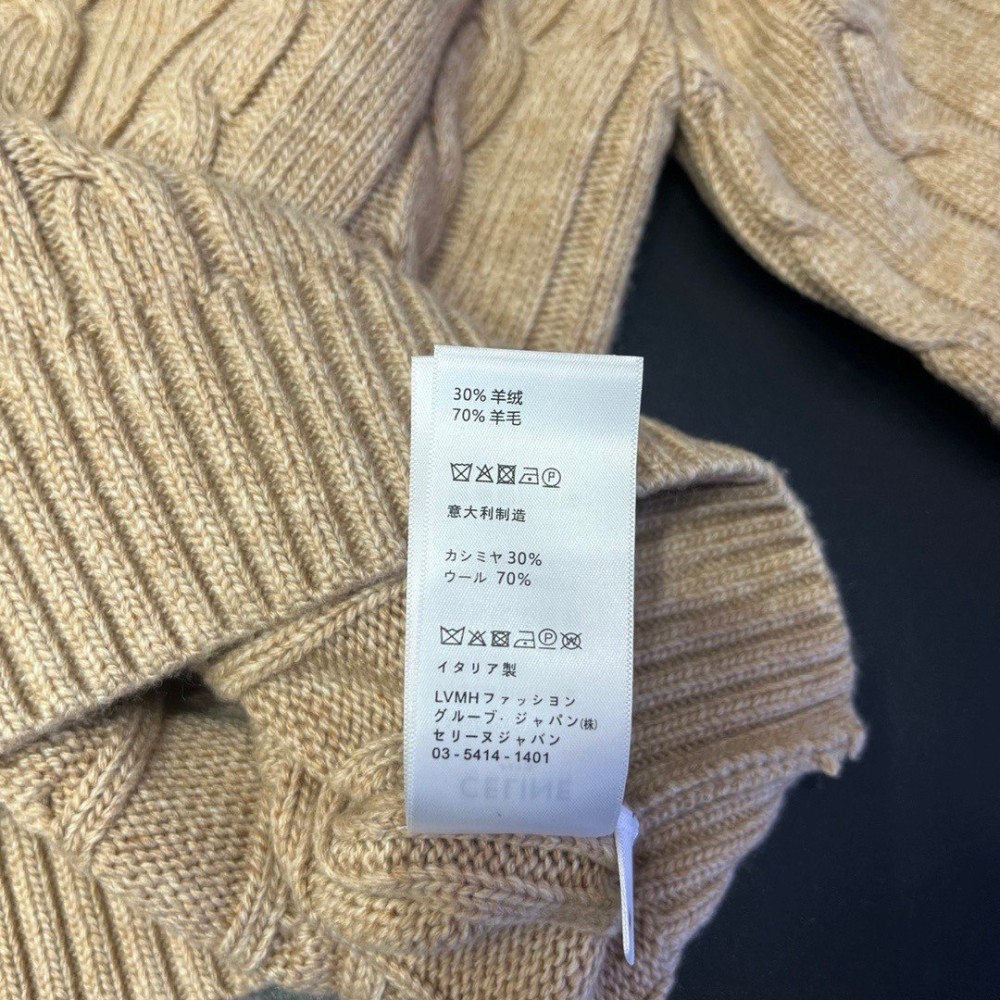 30% 羊绒
70% 羊毛
P
意大利制造
カシミヤ 30%
ウール 70%
P
イタリア製
LVMHファッション
グループ・ジャパン㈱
セリーヌジャパン
03-5414-1401
CELINE